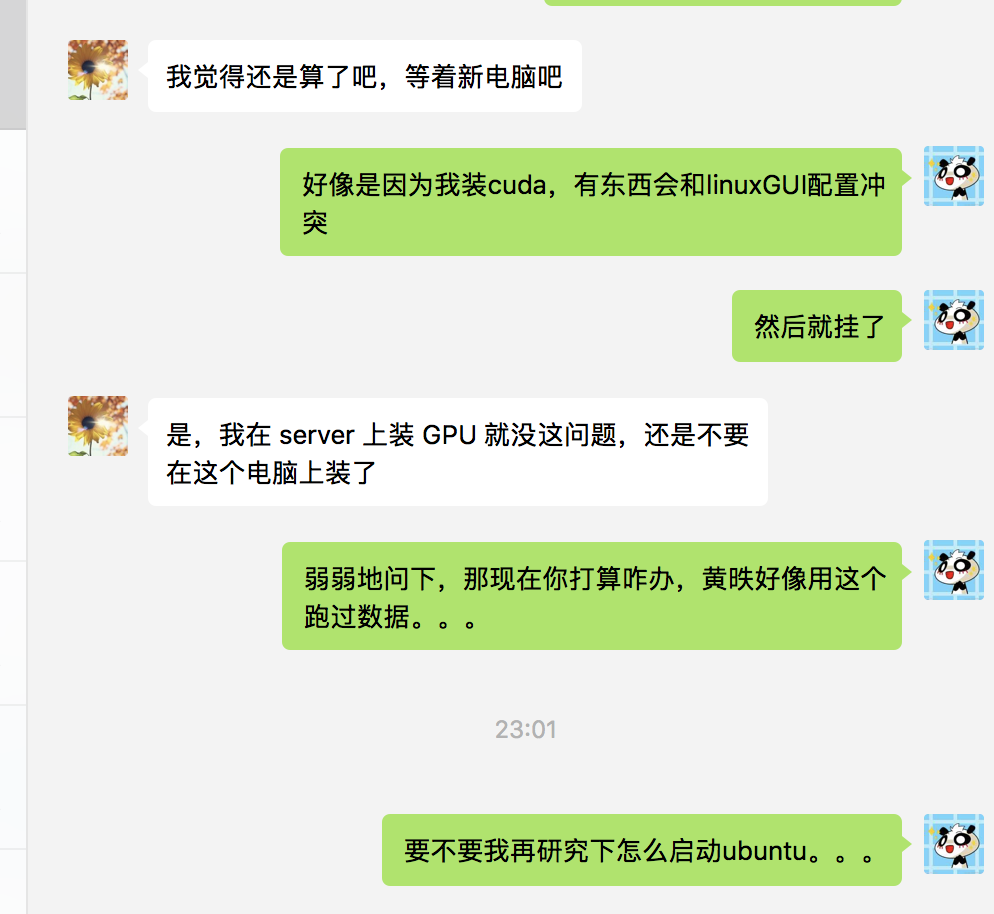 我觉得还是算了吧，等着新电脑吧
好像是因为我装cuda，有东西会和linuxGUI配置冲
突
然后就挂了
是，我在 server 上装 GPU 就没这问题，还是不要
在这个电脑上装了
弱弱地问下，那现在你打算咋办，黄昳好像用这个
跑过数据。。。
23:01
要不要我再研究下怎么启动ubuntu。。。